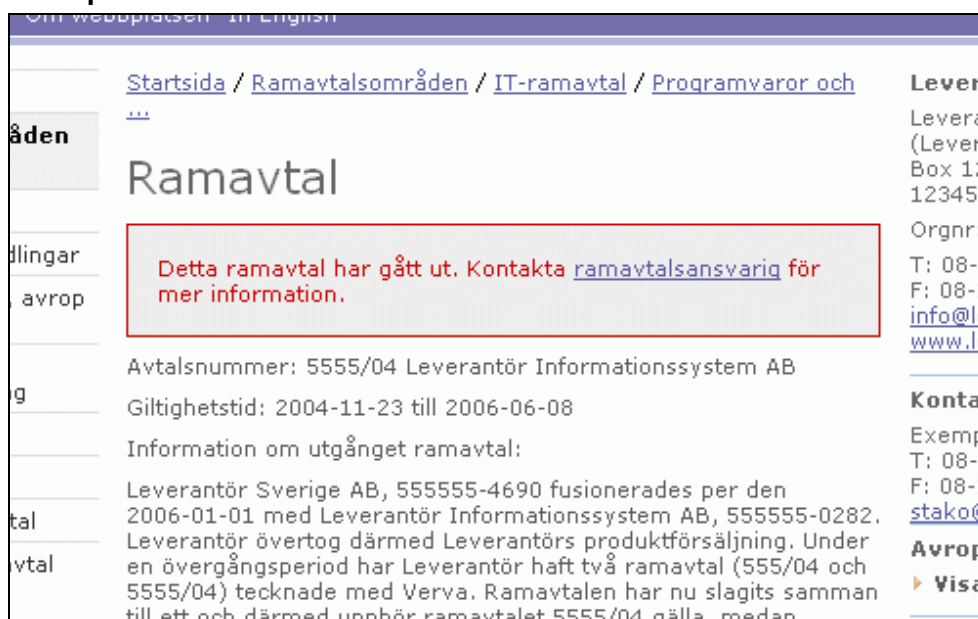 Om webbplatsen In English
Startsida / Ramavtalsområden / IT-ramavtal / Programvaror och
...
åden
Ramavtal
dlingar
avrop
Detta ramavtal har gått ut. Kontakta ramavtalsansvarig för
mer information.
Avtalsnummer: 5555/04 Leverantör Informationssystem AB
Giltighetstid: 2004-11-23 till 2006-06-08
Information om utgånget ramavtal:
Leverantör Sverige AB, 555555-4690 fusionerades per den
2006-01-01 med Leverantör Informationssystem AB, 555555-0282.
Leverantör övertog därmed Leverantörs produktförsäljning. Under
en övergångsperiod har Leverantör haft två ramavtal (555/04 och
5555/04) tecknade med Verva. Ramavtalen har nu slagits samman
till ett och därmed upphör ramavtalet 5555/04 gälla, medan
g
tal
vtal
Lever
Levera
(Lever
Box 12
12345
Orgnr
T: 08-
F: 08-
info@l
www.l
Konta
Exemp
T: 08-
F: 08-
stako@
Avrop
Visa